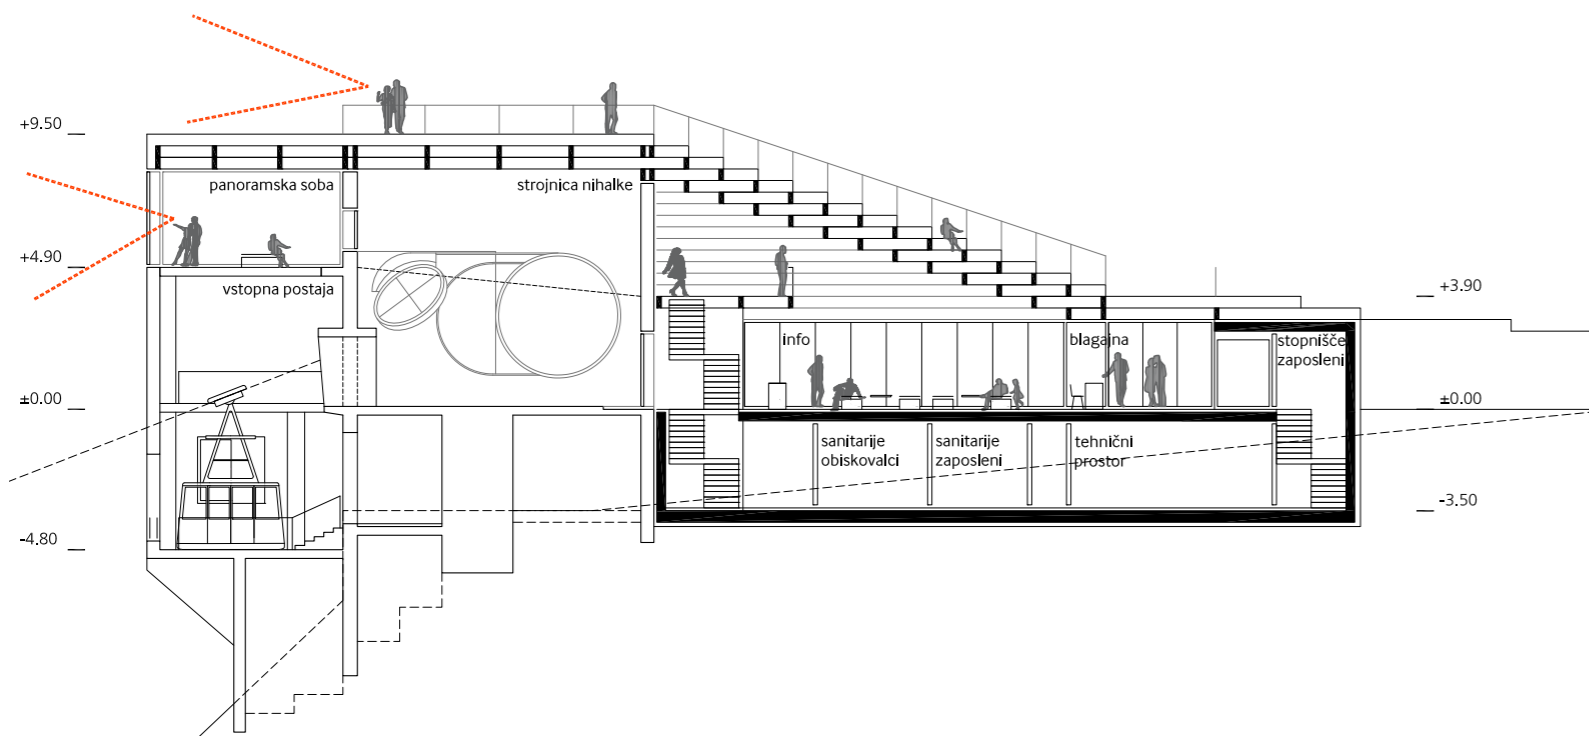 +9.50
panoramska soba
strojnica nihalke
+4.90
vstopna postaja
+3.90
info
blagajna
stopnišče
zaposleni
±0.00
±0.00
sanitarije
obiskovalci
sanitarije
zaposleni
tehnični
prostor
-3.50
-4.80